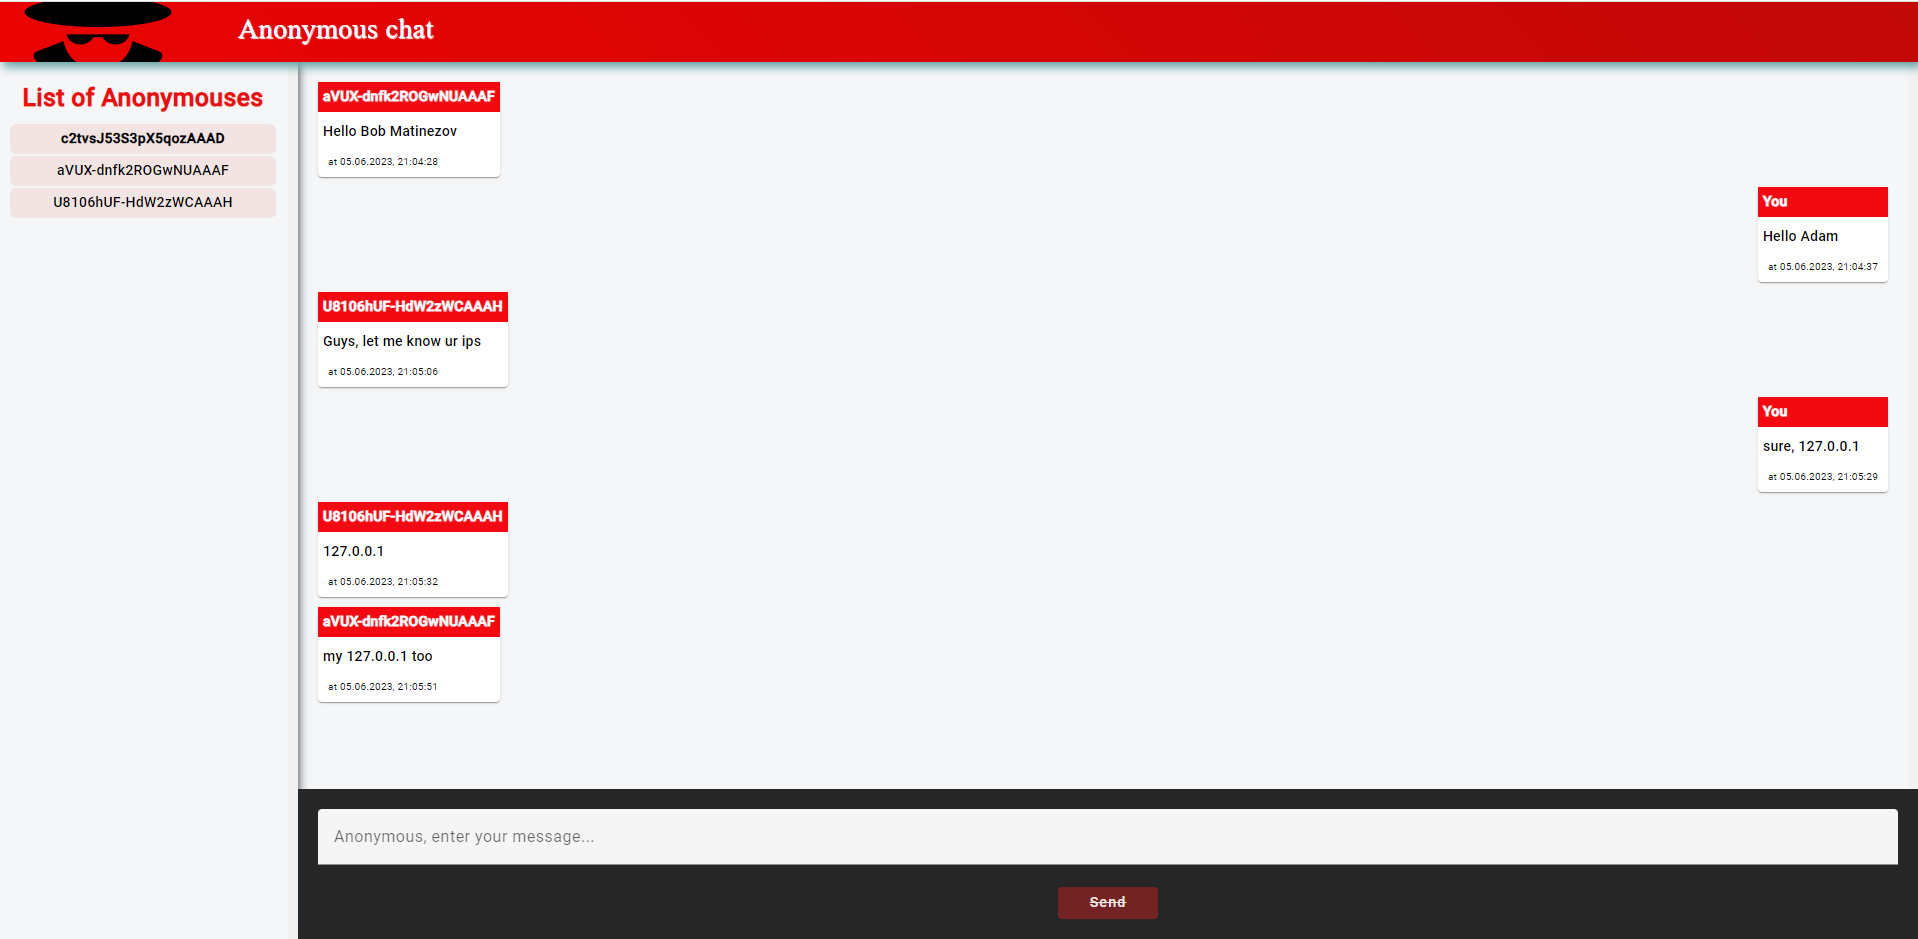 Anonymous chat
List of Anonymouses
c2tvsJ53S3pX5qozAAAD
aVUX-dnfk2ROGwNUAAAF
U8106hUF-HdW2zWCAAAH
aVUX-dnfk2ROGwNUAAAF
Hello Bob Matinezov
at 05.06.2023, 21:04:28
You
Hello Adam
at 05.06.2023, 21:04:37
U8106hUF-HdW2zWCAAAH
Guys, let me know ur ips
at 05.06.2023, 21:05:06
You
sure, 127.0.0.1
at 05.06.2023, 21:05:29
U8106hUF-HdW2zWCAAAH
127.0.0.1
at 05.06.2023, 21:05:32
aVUX-dnfk2ROGwNUAAAF
my 127.0.0.1 too
at 05.06.2023, 21:05:51
Anonymous, enter your message...
Send